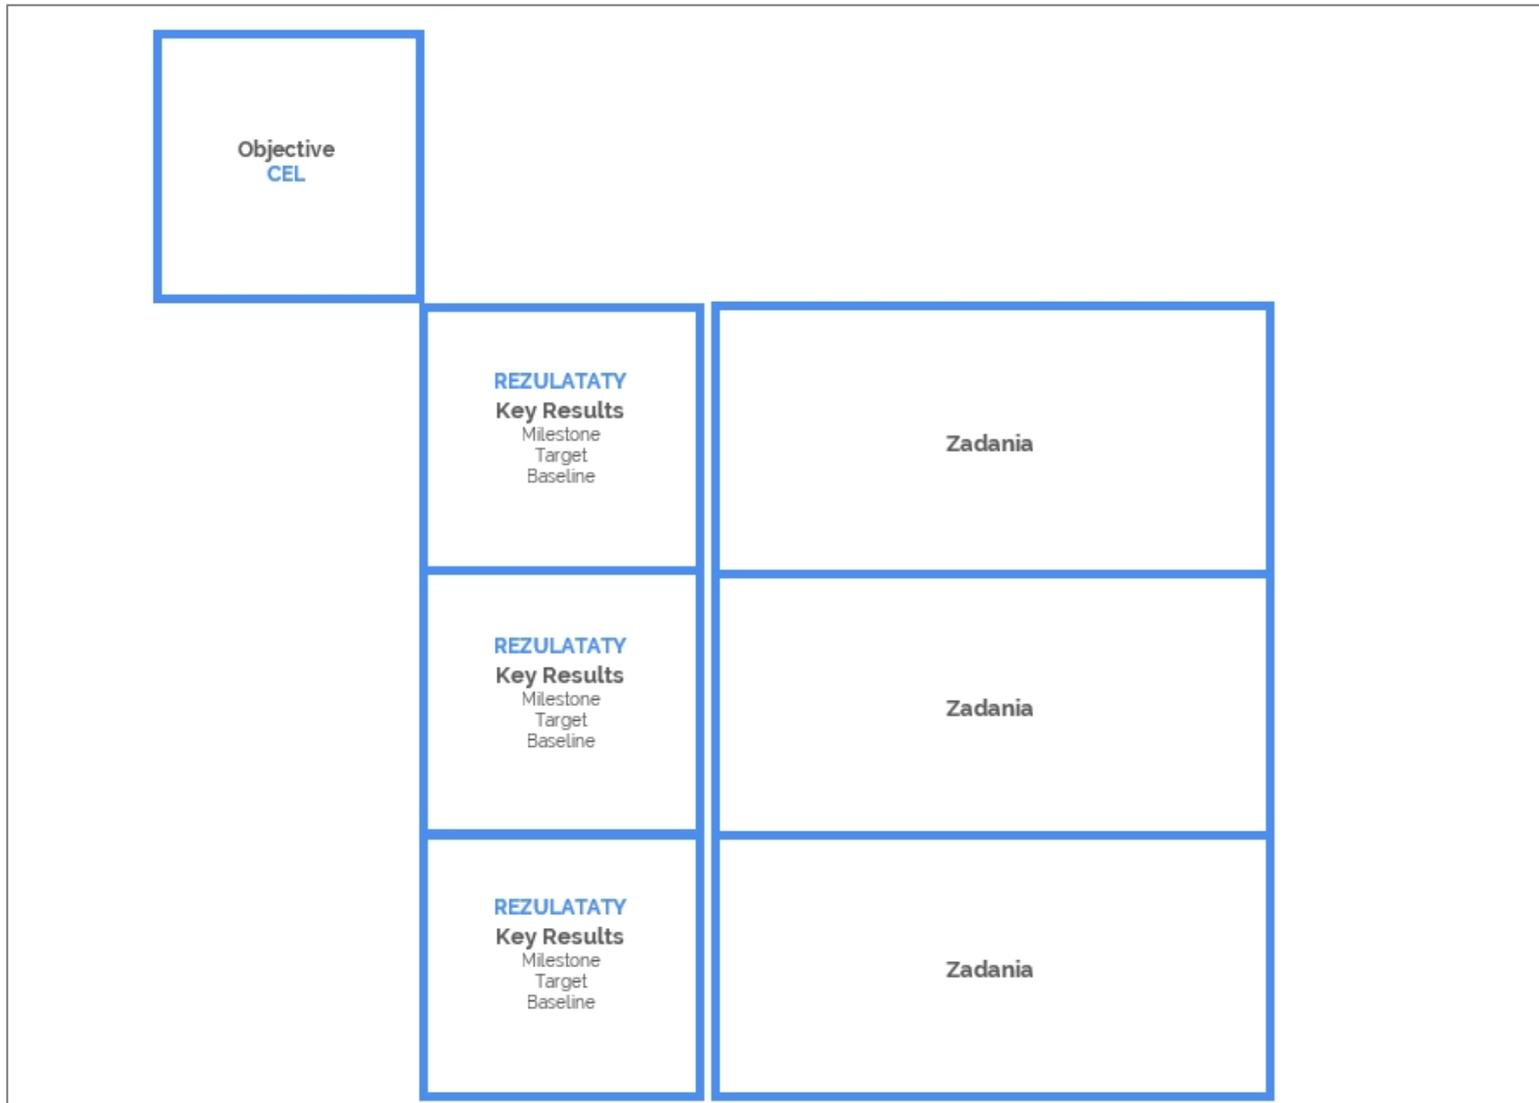 Objective
CEL
REZULATATY
Key Results
Milestone
Target
Baseline
Zadania
REZULATATY
Key Results
Milestone
Target
Baseline
Zadania
REZULATATY
Key Results
Milestone
Target
Baseline
Zadania